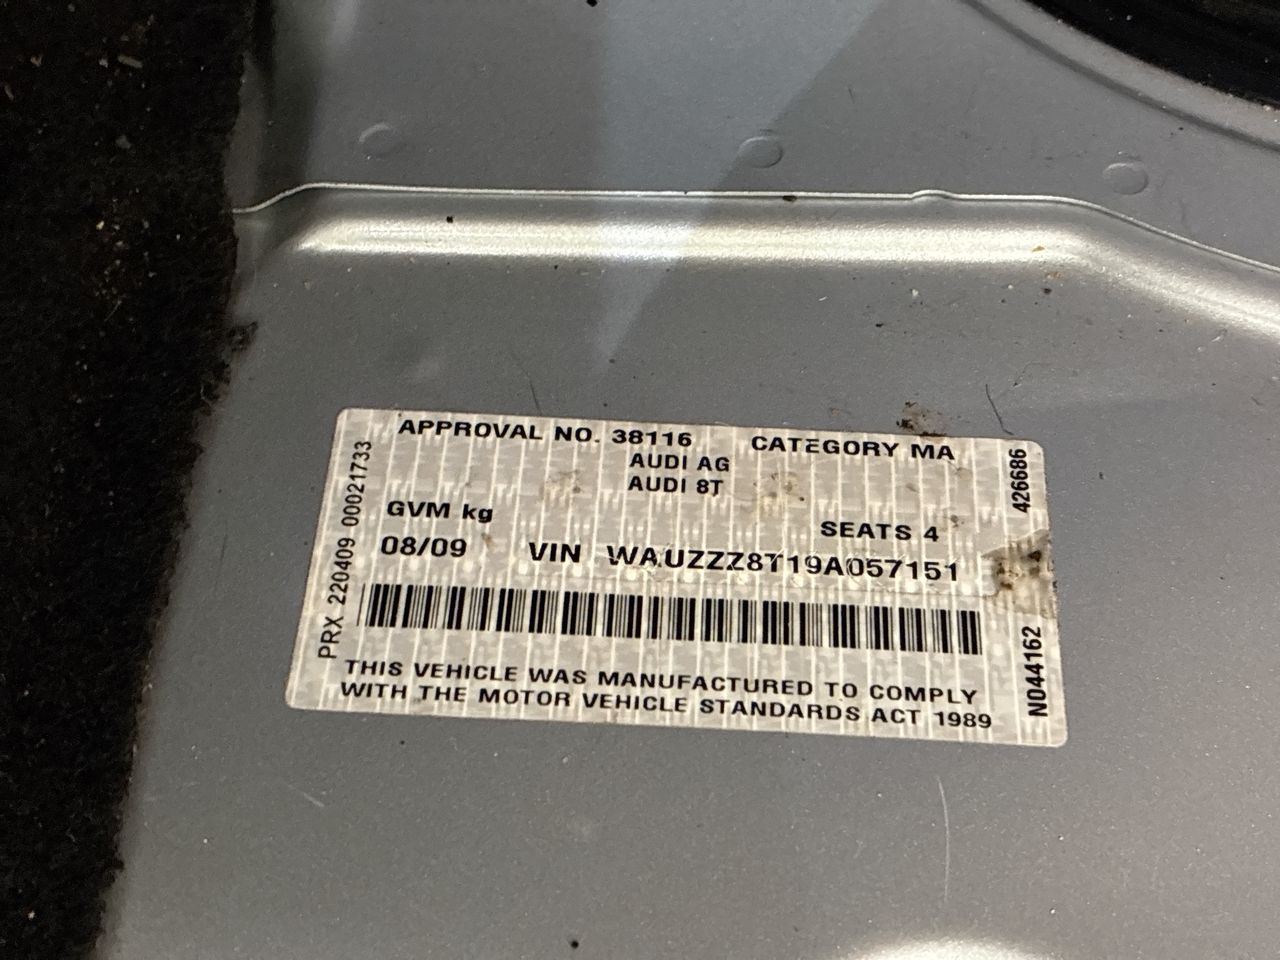 APPROVAL NO. 38116 CATEGORY MA
AUDI AG
AUDI 8T
GVM kg SEATS 4
08/09 VIN WAUZZZ8T19A057151
THIS VEHICLE WAS MANUFACTURED TO COMPLY
WITH THE MOTOR VEHICLE STANDARDS ACT 1989
PRX 220409 00021733
426686
N044162